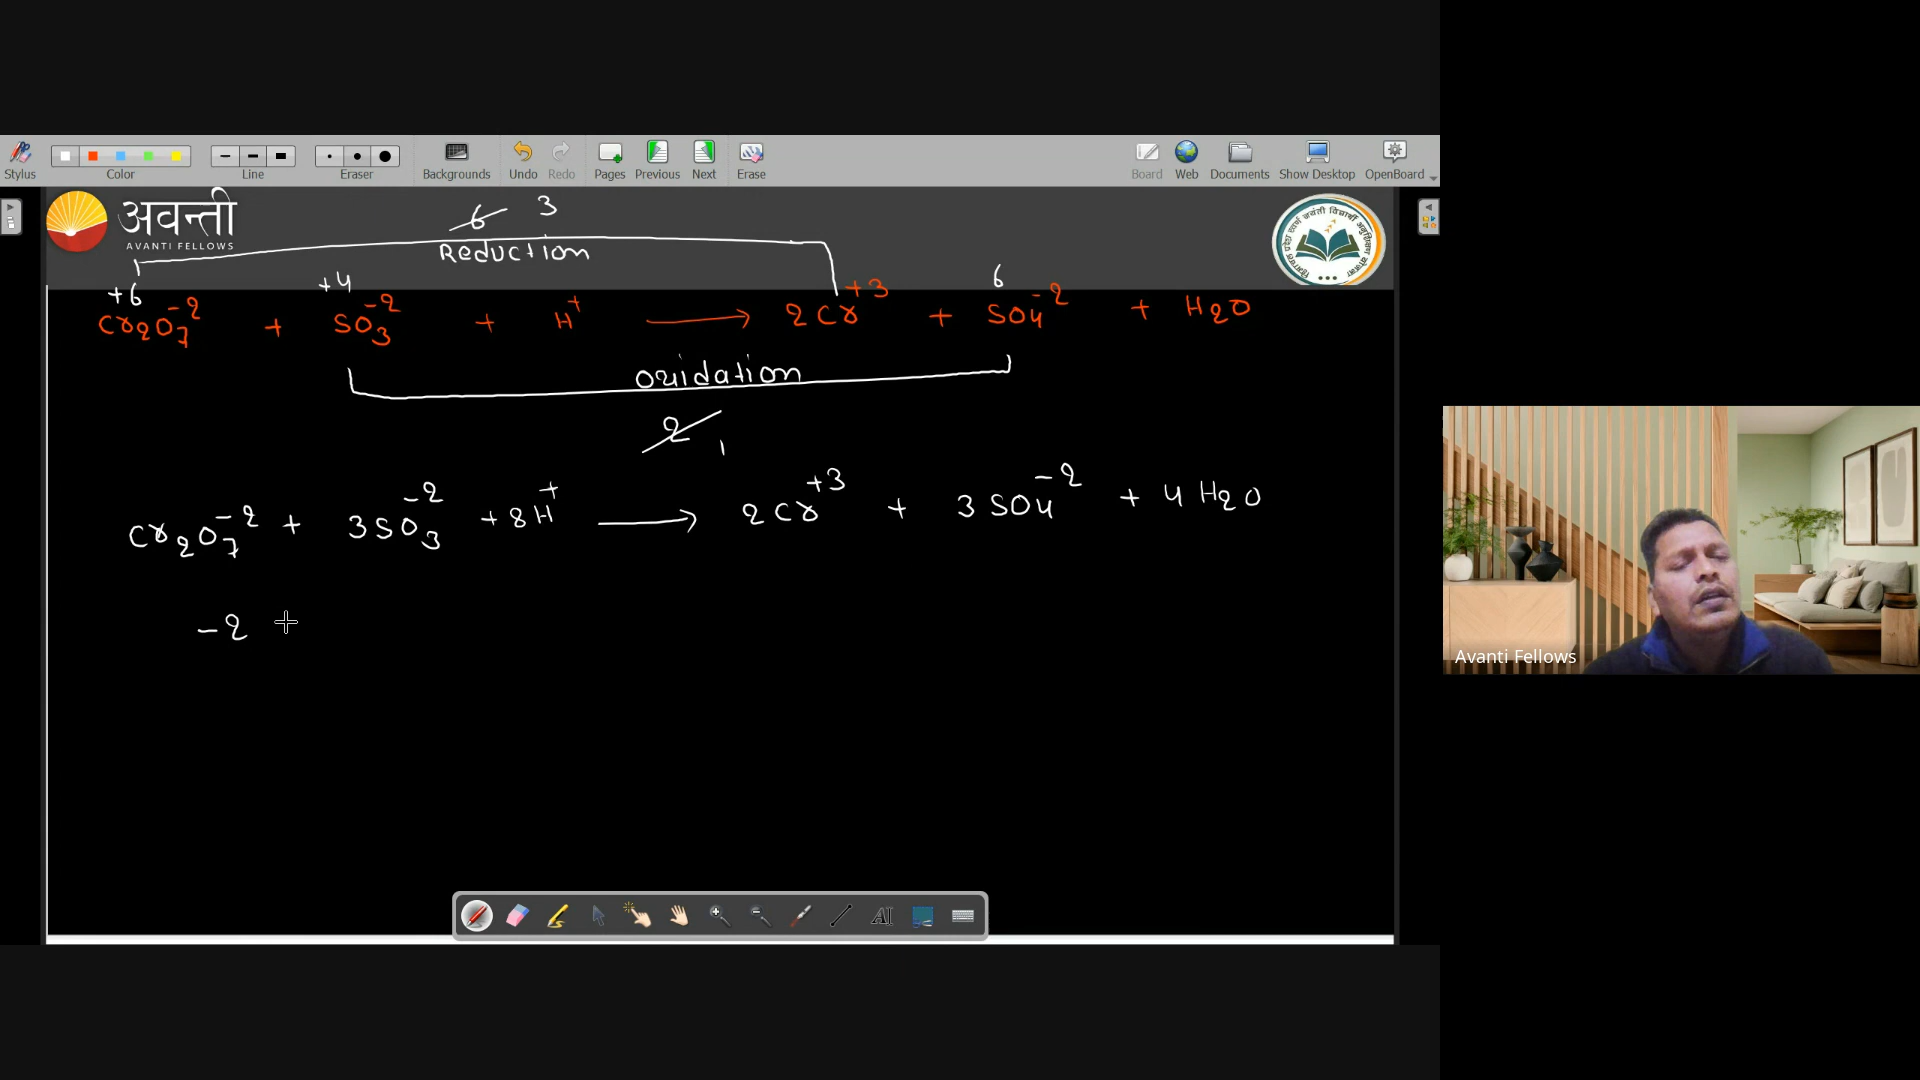 Stylus Color Line Eraser Backgrounds Undo Redo Pages Previous Next Erase Board Web Documents Show Desktop OpenBoard
अवन्ती
AVANTI FELLOWS
6 3
Reduction
+6 +4 6
Cr2O7^-2 + SO3^-2 + H^+ → 2Cr^+3 + SO4^-2 + H2O
oxidation
2 1
Cr2O7^-2 + 3SO3^-2 + 8H^+ → 2Cr^+3 + 3SO4^-2 + 4H2O
-2
Avanti Fellows